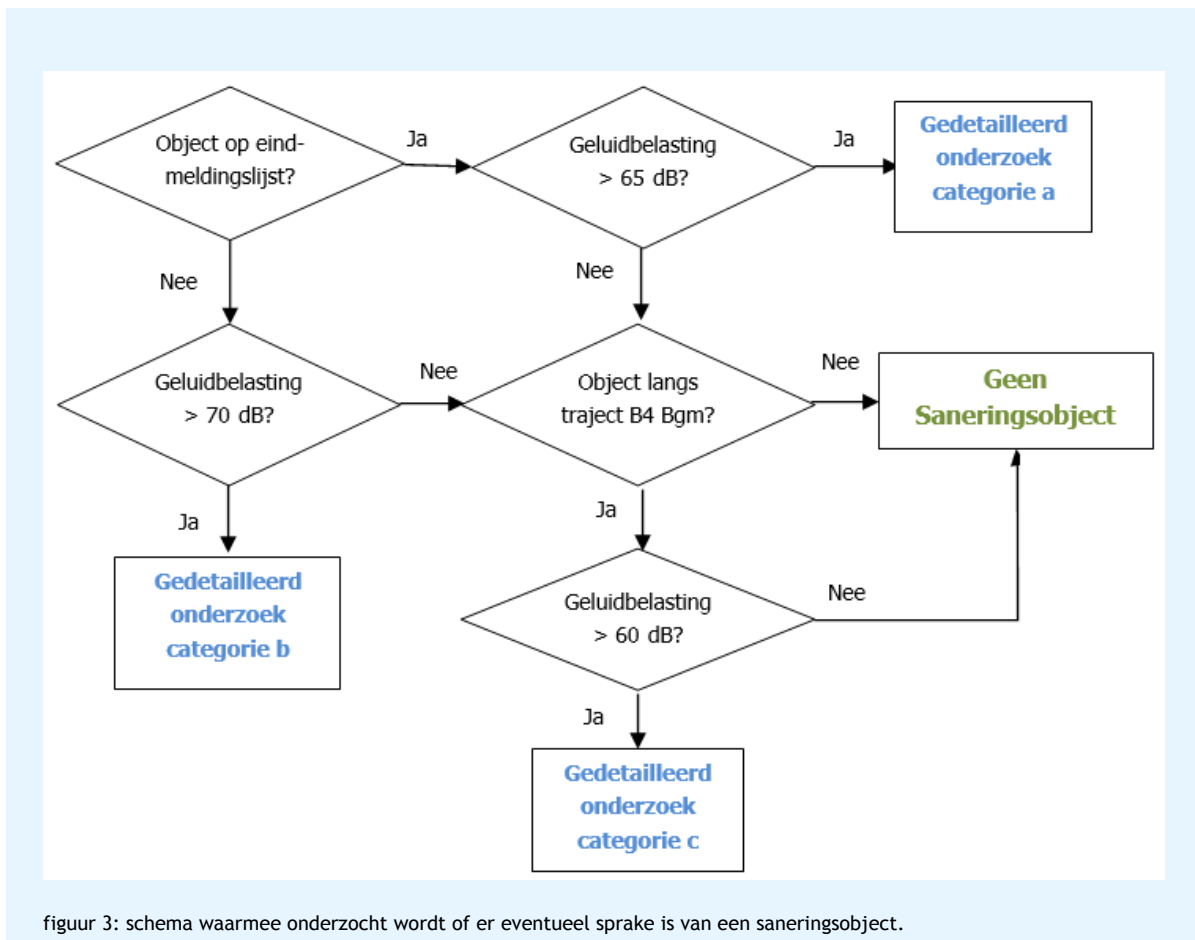 Object op eind-
meldingslijst?
Ja
Geluidbelasting
> 65 dB?
Ja
Gedetailleerd
onderzoek
categorie a
Nee
Nee
Geluidbelasting
> 70 dB?
Nee
Object langs
traject B4 Bgm?
Nee
Geen
Saneringsobject
Ja
Gedetailleerd
onderzoek
categorie b
Ja
Geluidbelasting
> 60 dB?
Nee
Ja
Gedetailleerd
onderzoek
categorie c
figuur 3: schema waarmee onderzocht wordt of er eventueel sprake is van een saneringsobject.